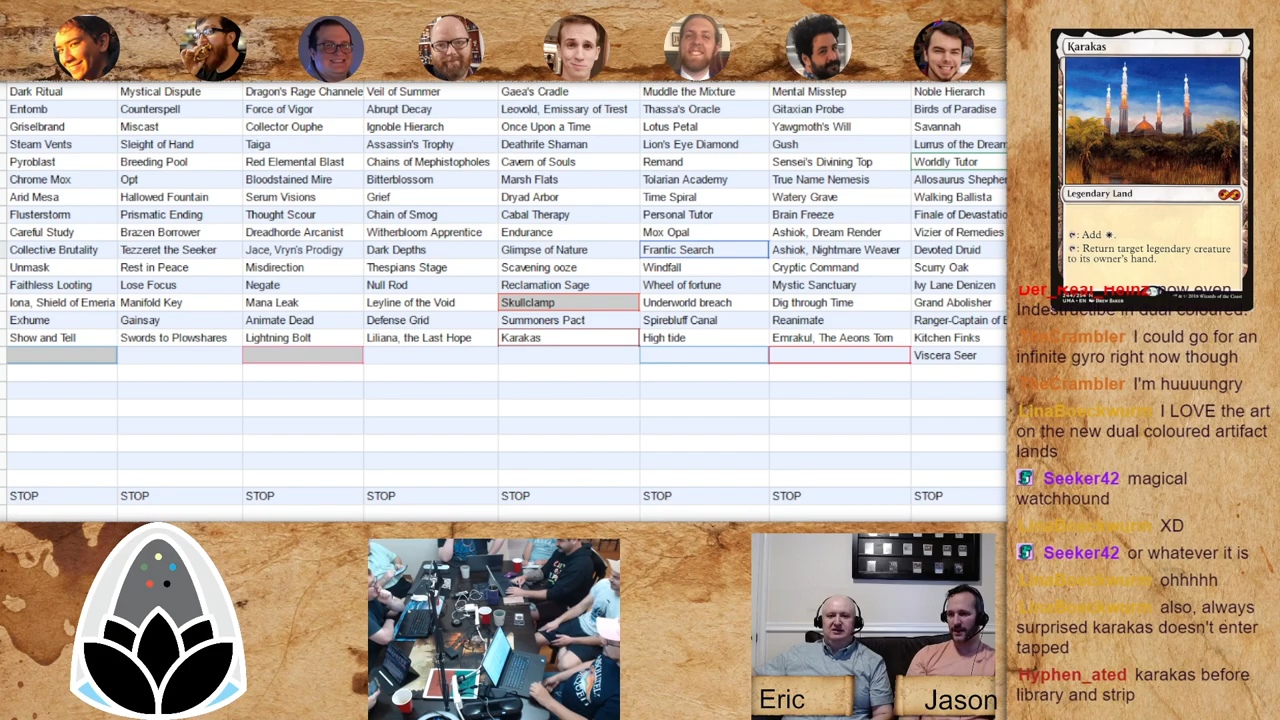 Dark Ritual Mystical Dispute Dragon's Rage Channele Veil of Summer Gaea's Cradle Muddle the Mixture Mental Misstep Noble Hierarch
Entomb Counterspell Force of Vigor Abrupt Decay Leovold, Emissary of Trest Thassa's Oracle Gitaxian Probe Birds of Paradise
Griselbrand Miscast Collector Ouphe Ignoble Hierarch Once Upon a Time Lotus Petal Yawgmoth's Will Savannah
Steam Vents Sleight of Hand Taiga Assassin's Trophy Deathrite Shaman Lion's Eye Diamond Gush Lurrus of the Dream
Pyroblast Breeding Pool Red Elemental Blast Chains of Mephistopheles Cavern of Souls Remand Sensei's Divining Top Worldly Tutor
Chrome Mox Opt Bloodstained Mire Bitterblossom Marsh Flats Tolarian Academy True Name Nemesis Allosaurus Shepher
Arid Mesa Hallowed Fountain Serum Visions Grief Dryad Arbor Time Spiral Watery Grave Walking Ballista
Flusterstorm Prismatic Ending Thought Scour Chain of Smog Cabal Therapy Personal Tutor Brain Freeze Finale of Devastatio
Careful Study Brazen Borrower Dreadhorde Arcanist Witherbloom Apprentice Endurance Mox Opal Ashiok, Dream Render Vizier of Remedies
Collective Brutality Tezzeret the Seeker Jace, Vryn's Prodigy Dark Depths Glimpse of Nature Frantic Search Ashiok, Nightmare Weaver Devoted Druid
Unmask Rest in Peace Misdirection Thespians Stage Scavening ooze Windfall Cryptic Command Scurry Oak
Faithless Looting Lose Focus Negate Null Rod Reclamation Sage Wheel of fortune Mystic Sanctuary Ivy Lane Denizen
Iona, Shield of Emeria Manifold Key Mana Leak Leyline of the Void Skullclamp Underworld breach Dig through Time Grand Abolisher
Exhume Gainsay Animate Dead Defense Grid Summoners Pact Spirebluff Canal Reanimate Ranger-Captain of E
Show and Tell Swords to Plowshares Lightning Bolt Liliana, the Last Hope Karakas High tide Emrakul, The Aeons Torn Kitchen Finks
Viscera Seer
STOP STOP STOP STOP STOP STOP STOP STOP
Eric
Jason
Karakas
Legendary Land
: Add
: Return target legendary creature
to its owner's hand.
Der_Real_Heinz now even
Indestructible in dual coloured.
TheCrambler I could go for an
infinite gyro right now though
TheCrambler I'm huuuungry
LinaBoeckwurm I LOVE the art
on the new dual coloured artifact
lands
Seeker42 magical
watchhound
LinaBoeckwurm XD
Seeker42 or whatever it is
LinaBoeckwurm ohhhhh
LinaBoeckwurm also, always
surprised karakas doesn't enter
tapped
Hyphen_ated karakas before
library and strip